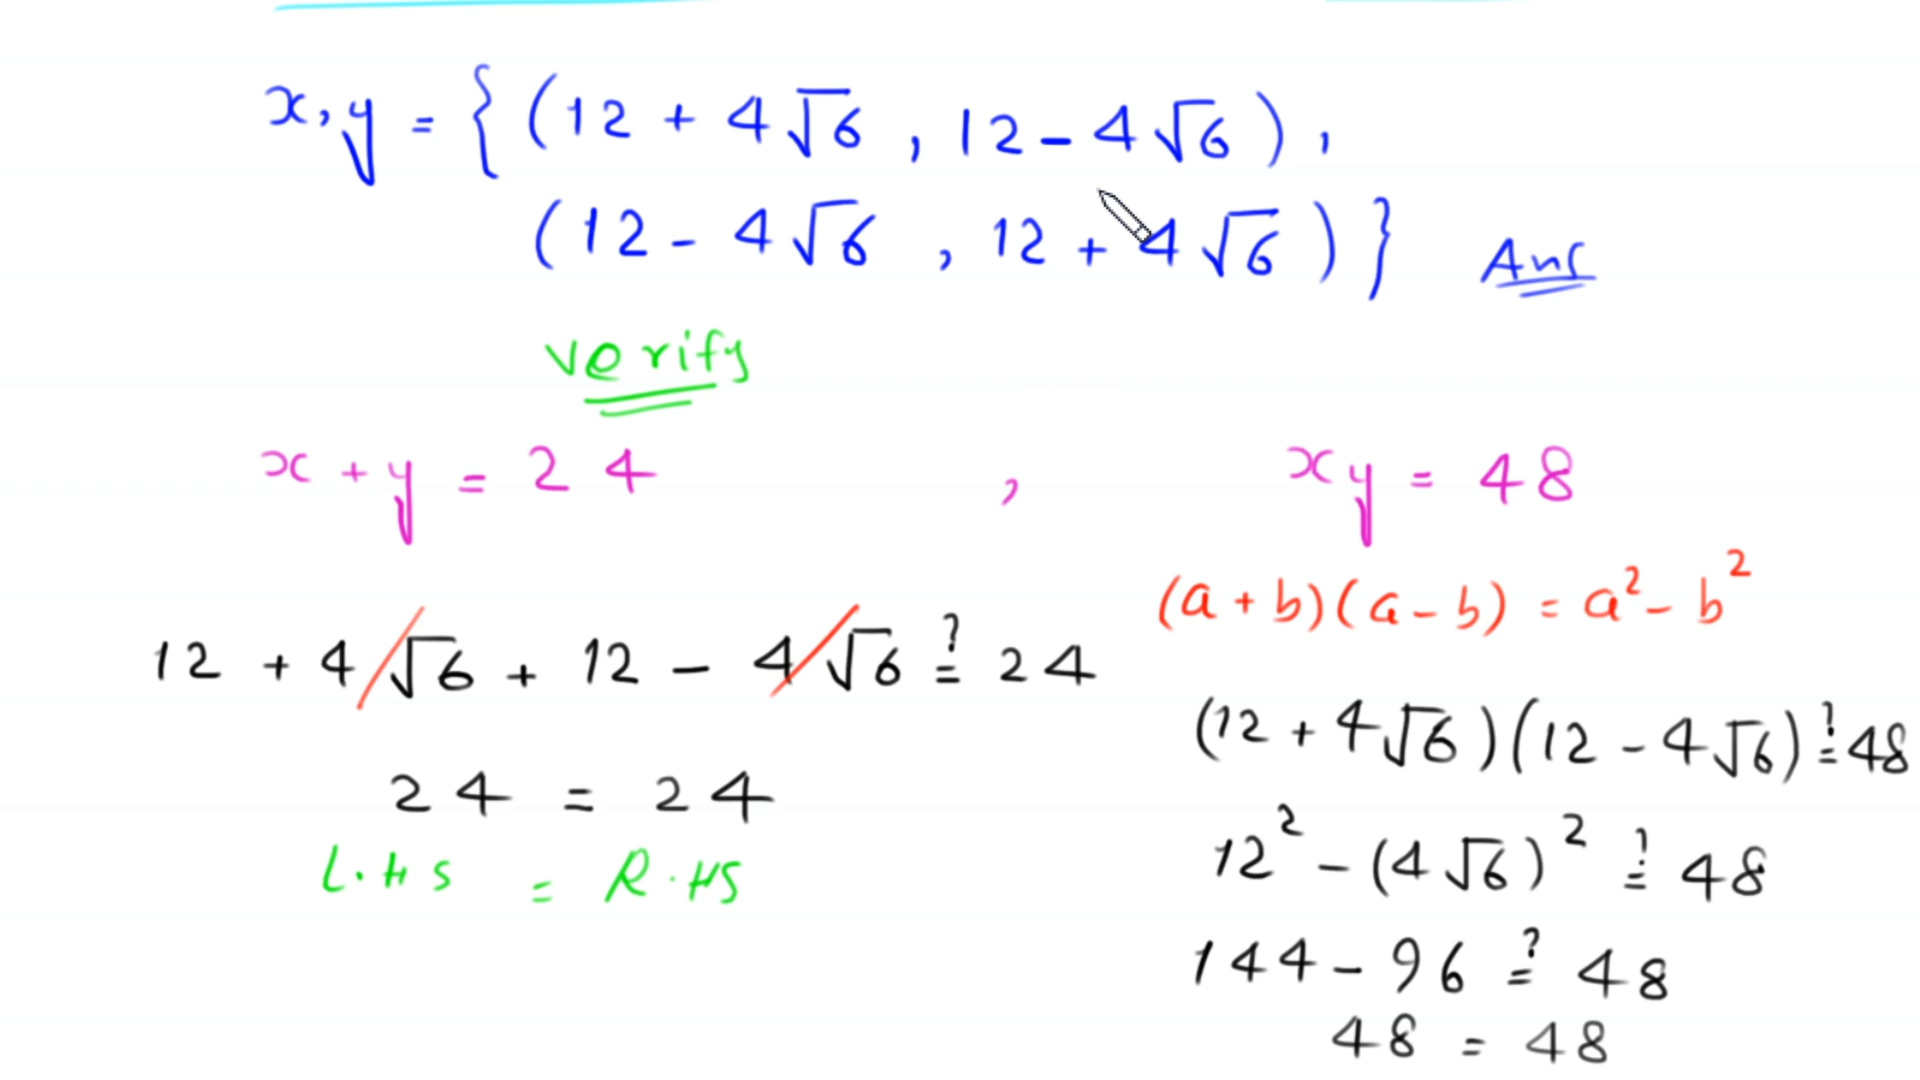 x, y = { (12 + 4√6 , 12 - 4√6 ) ,
(12 - 4√6 , 12 + 4√6 ) } Ans
verify
x + y = 24 , xy = 48
(a + b)(a - b) = a² - b²
12 + 4√6 + 12 - 4√6 ≟ 24
(12 + 4√6)(12 - 4√6) ≟ 48
24 = 24
12² - (4√6)² ≟ 48
L.HS = R.HS
144 - 96 ≟ 48
48 = 48